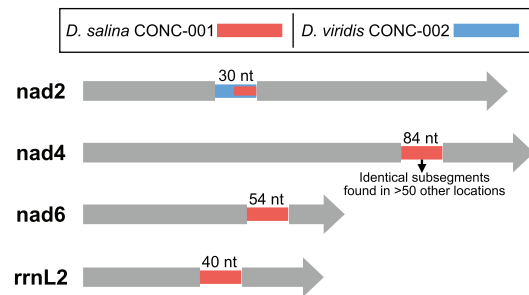 D. salina CONC-001 D. viridis CONC-002
30 nt
nad2
84 nt
nad4
Identical subsegments
found in >50 other locations
54 nt
nad6
40 nt
rrnL2